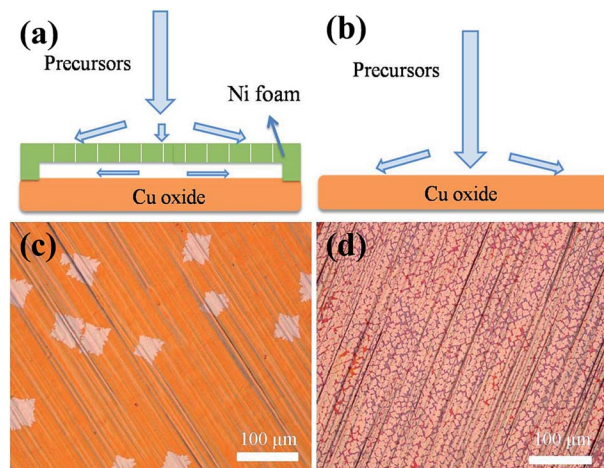 (a)
Precursors
Ni foam
Cu oxide
(b)
Precursors
Cu oxide
(c)
100 μm
(d)
100 μm